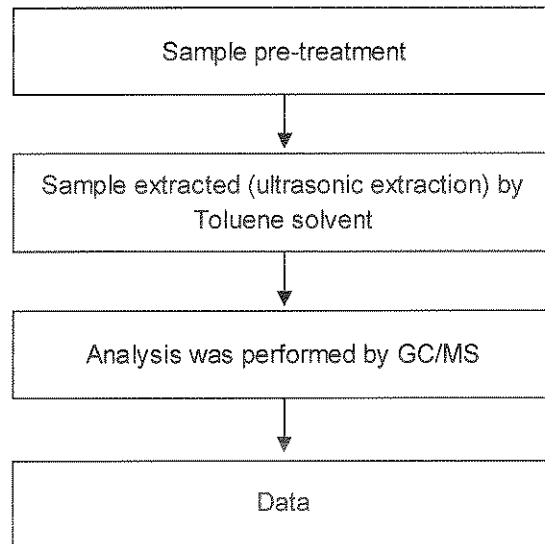 Sample pre-treatment
Sample extracted (ultrasonic extraction) by
Toluene solvent
Analysis was performed by GC/MS
Data